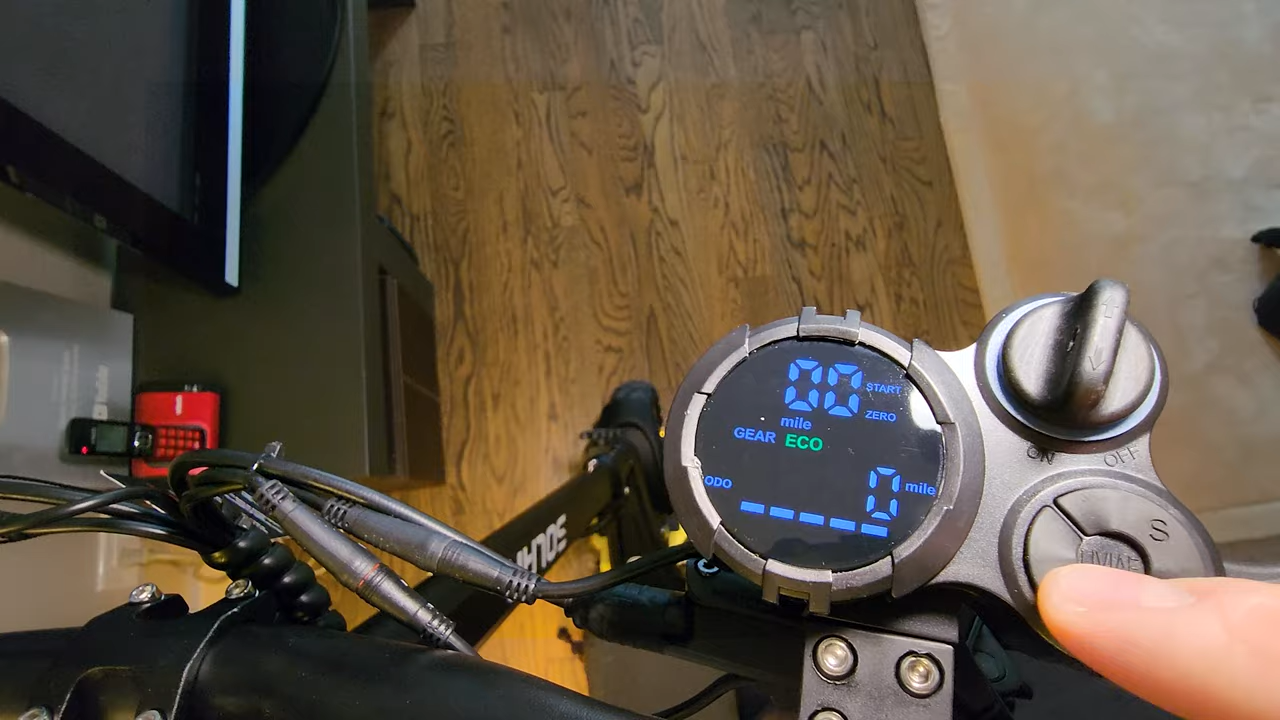 00 START
ZERO
mile
GEAR ECO
ODO 0 mile
ON OFF
S